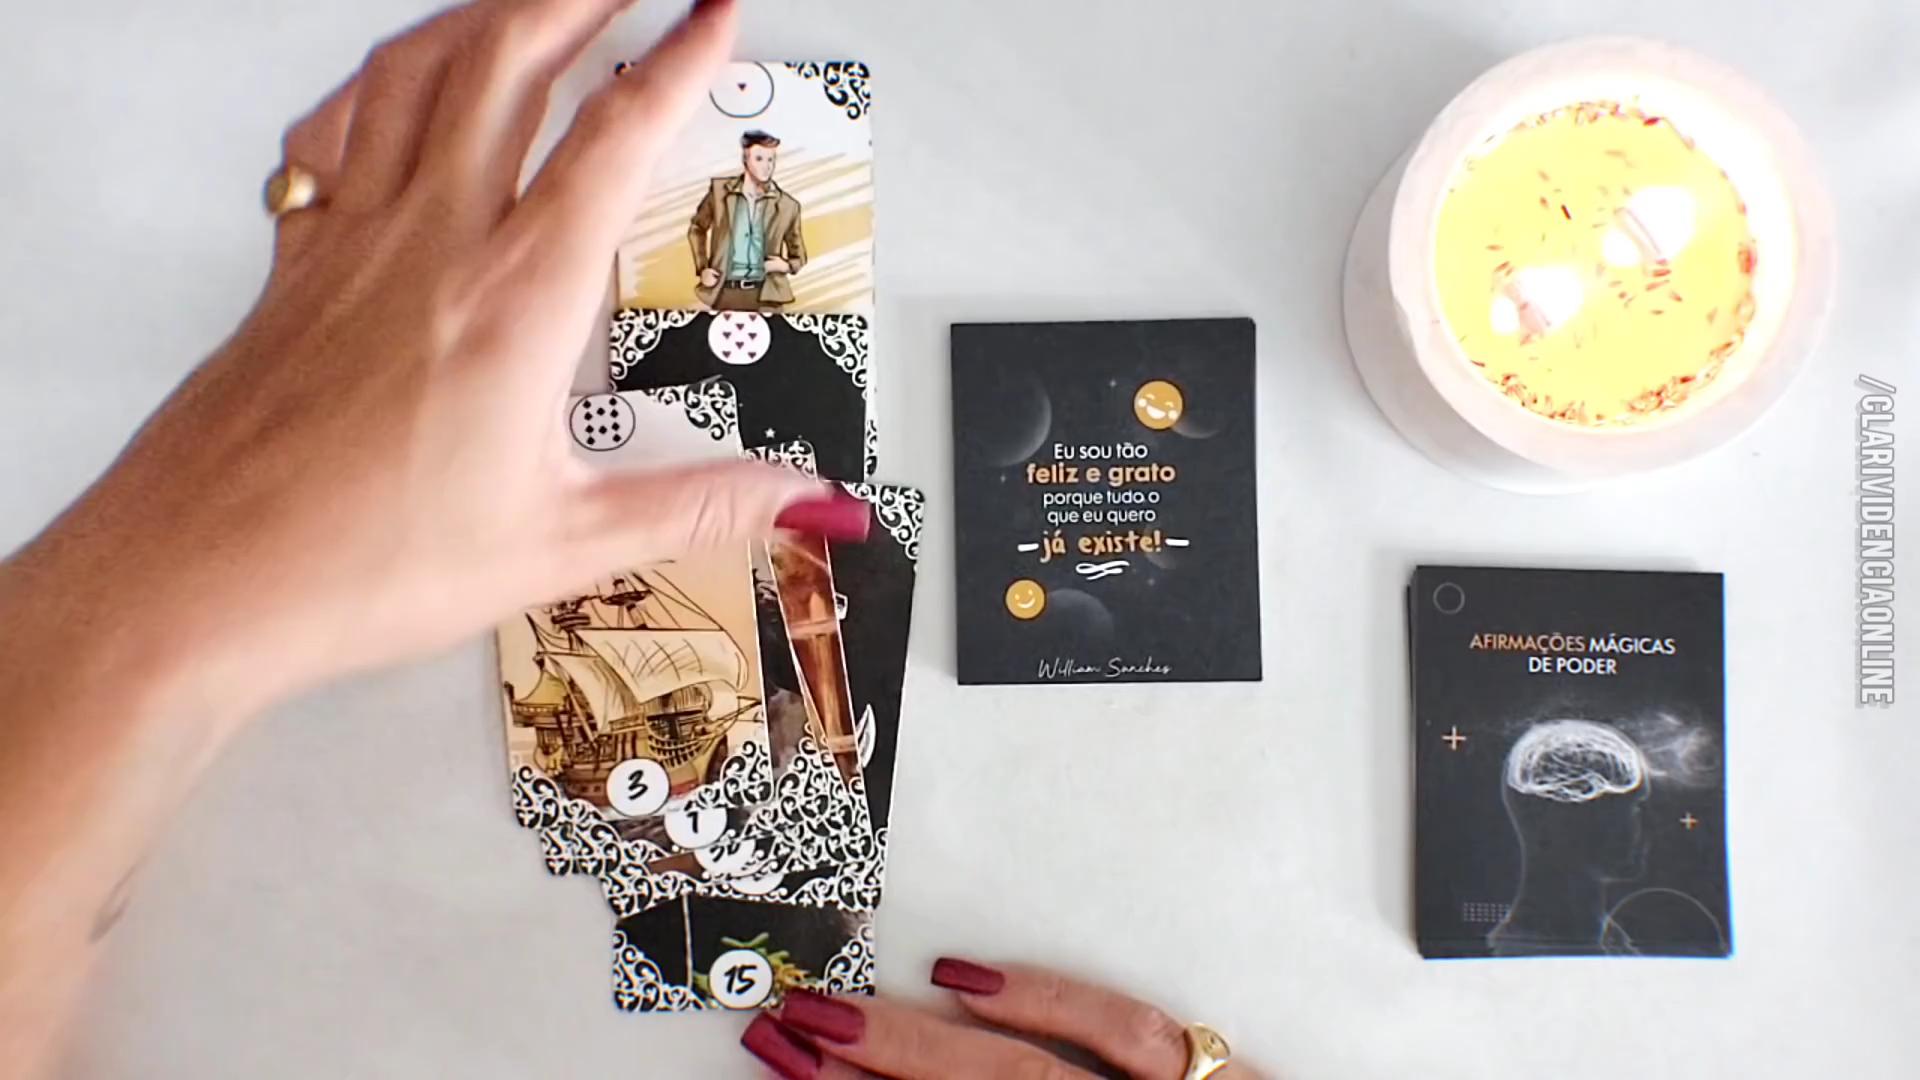 Eu sou tão
feliz e grato
porque tudo o
que eu quero
já existe!
William Sanches
AFIRMAÇÕES MÁGICAS
DE PODER
3
1
15
/CLARIVIDENCIAONLINE